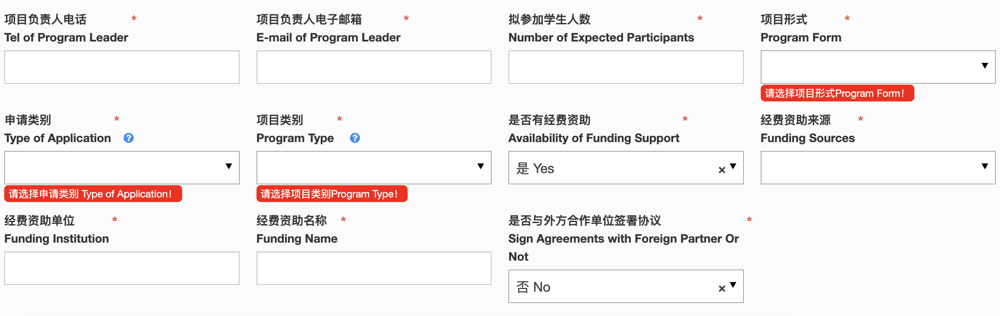 项目负责人电话 *
Tel of Program Leader
项目负责人电子邮箱 *
E-mail of Program Leader
拟参加学生人数 *
Number of Expected Participants
项目形式 *
Program Form
请选择项目形式Program Form！
申请类别 *
Type of Application ?
请选择申请类别 Type of Application！
项目类别 *
Program Type ?
请选择项目类别Program Type！
是否有经费资助 *
Availability of Funding Support
是 Yes × ▼
经费资助来源 *
Funding Sources
经费资助单位 *
Funding Institution
经费资助名称 *
Funding Name
是否与外方合作单位签署协议 *
Sign Agreements with Foreign Partner Or
Not
否 No × ▼